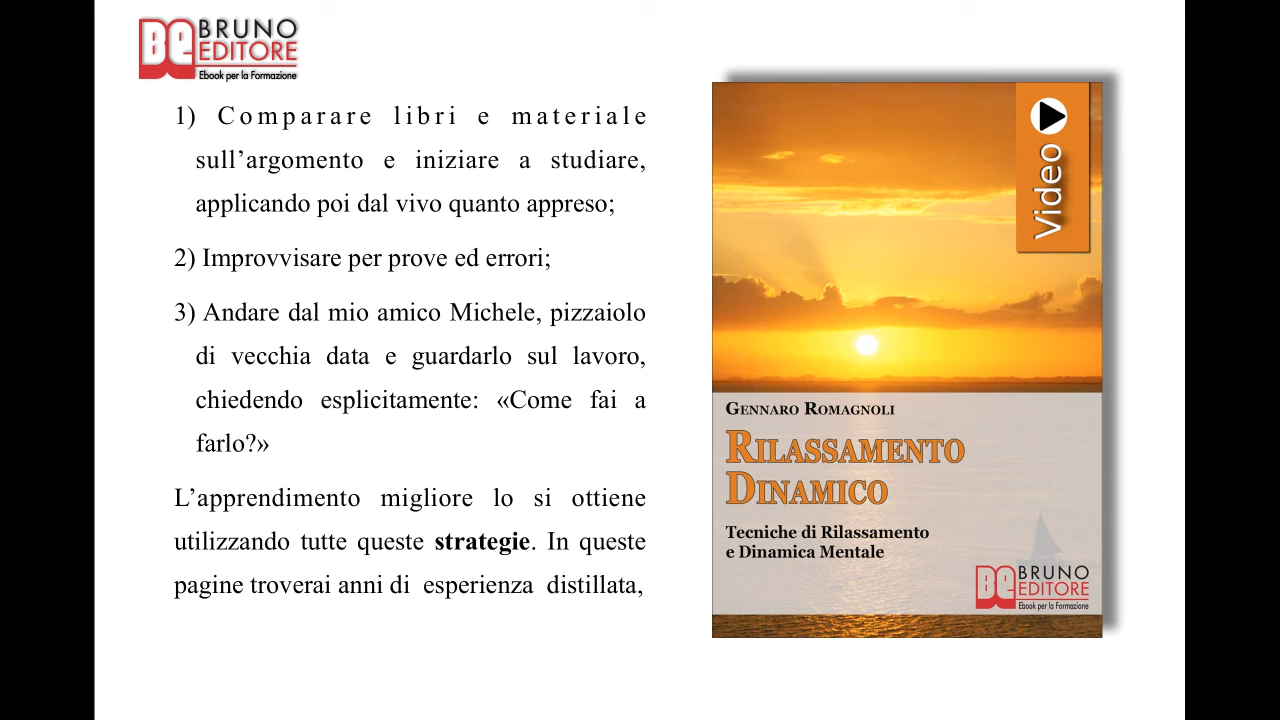 BRUNO
EDITORE
Ebook per la Formazione
1) Comparare libri e materiale
sull’argomento e iniziare a studiare,
applicando poi dal vivo quanto appreso;
2) Improvvisare per prove ed errori;
3) Andare dal mio amico Michele, pizzaiolo
di vecchia data e guardarlo sul lavoro,
chiedendo esplicitamente: «Come fai a
farlo?»
L’apprendimento migliore lo si ottiene
utilizzando tutte queste strategie. In queste
pagine troverai anni di esperienza distillata,
Video
GENNARO ROMAGNOLI
RILASSAMENTO
DINAMICO
Tecniche di Rilassamento
e Dinamica Mentale
BRUNO
EDITORE
Ebook per la Formazione